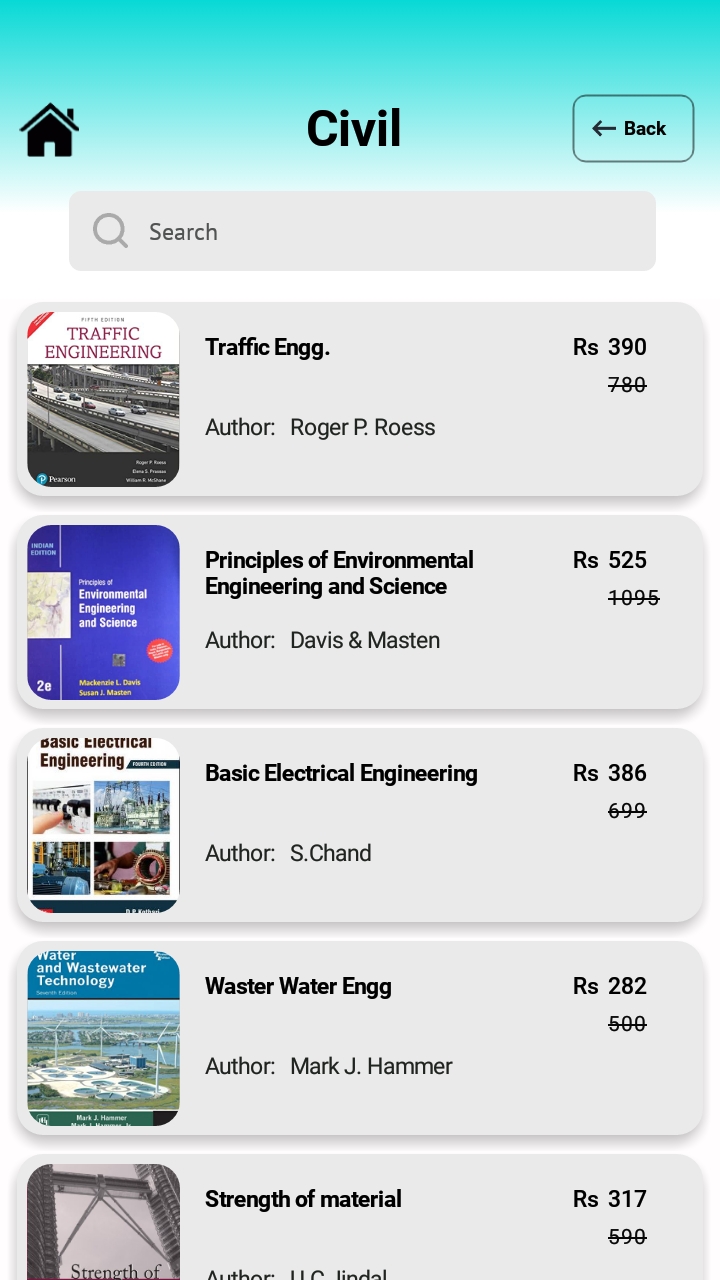 Civil
Back
Search
FIFTH EDITION
TRAFFIC
ENGINEERING
Roger P. Roess
Elena S. Prassas
William R. McShane
Pearson
Traffic Engg.
Rs 390
780
Author: Roger P. Roess
INDIAN
EDITION
Principles of
Environmental
Engineering
and Science
2e
Mackenzie L. Davis
Susan J. Masten
Principles of Environmental
Engineering and Science
Rs 525
1095
Author: Davis & Masten
Basic Electrical
Engineering
FOURTH EDITION
D P Kothari
Basic Electrical Engineering
Rs 386
699
Author: S.Chand
Water
and Wastewater
Technology
Seventh Edition
Mark J. Hammer
Mark J. Hammer, Jr.
Waster Water Engg
Rs 282
500
Author: Mark J. Hammer
Strength of
Strength of material
Rs 317
590
Author: U.C. Jindal